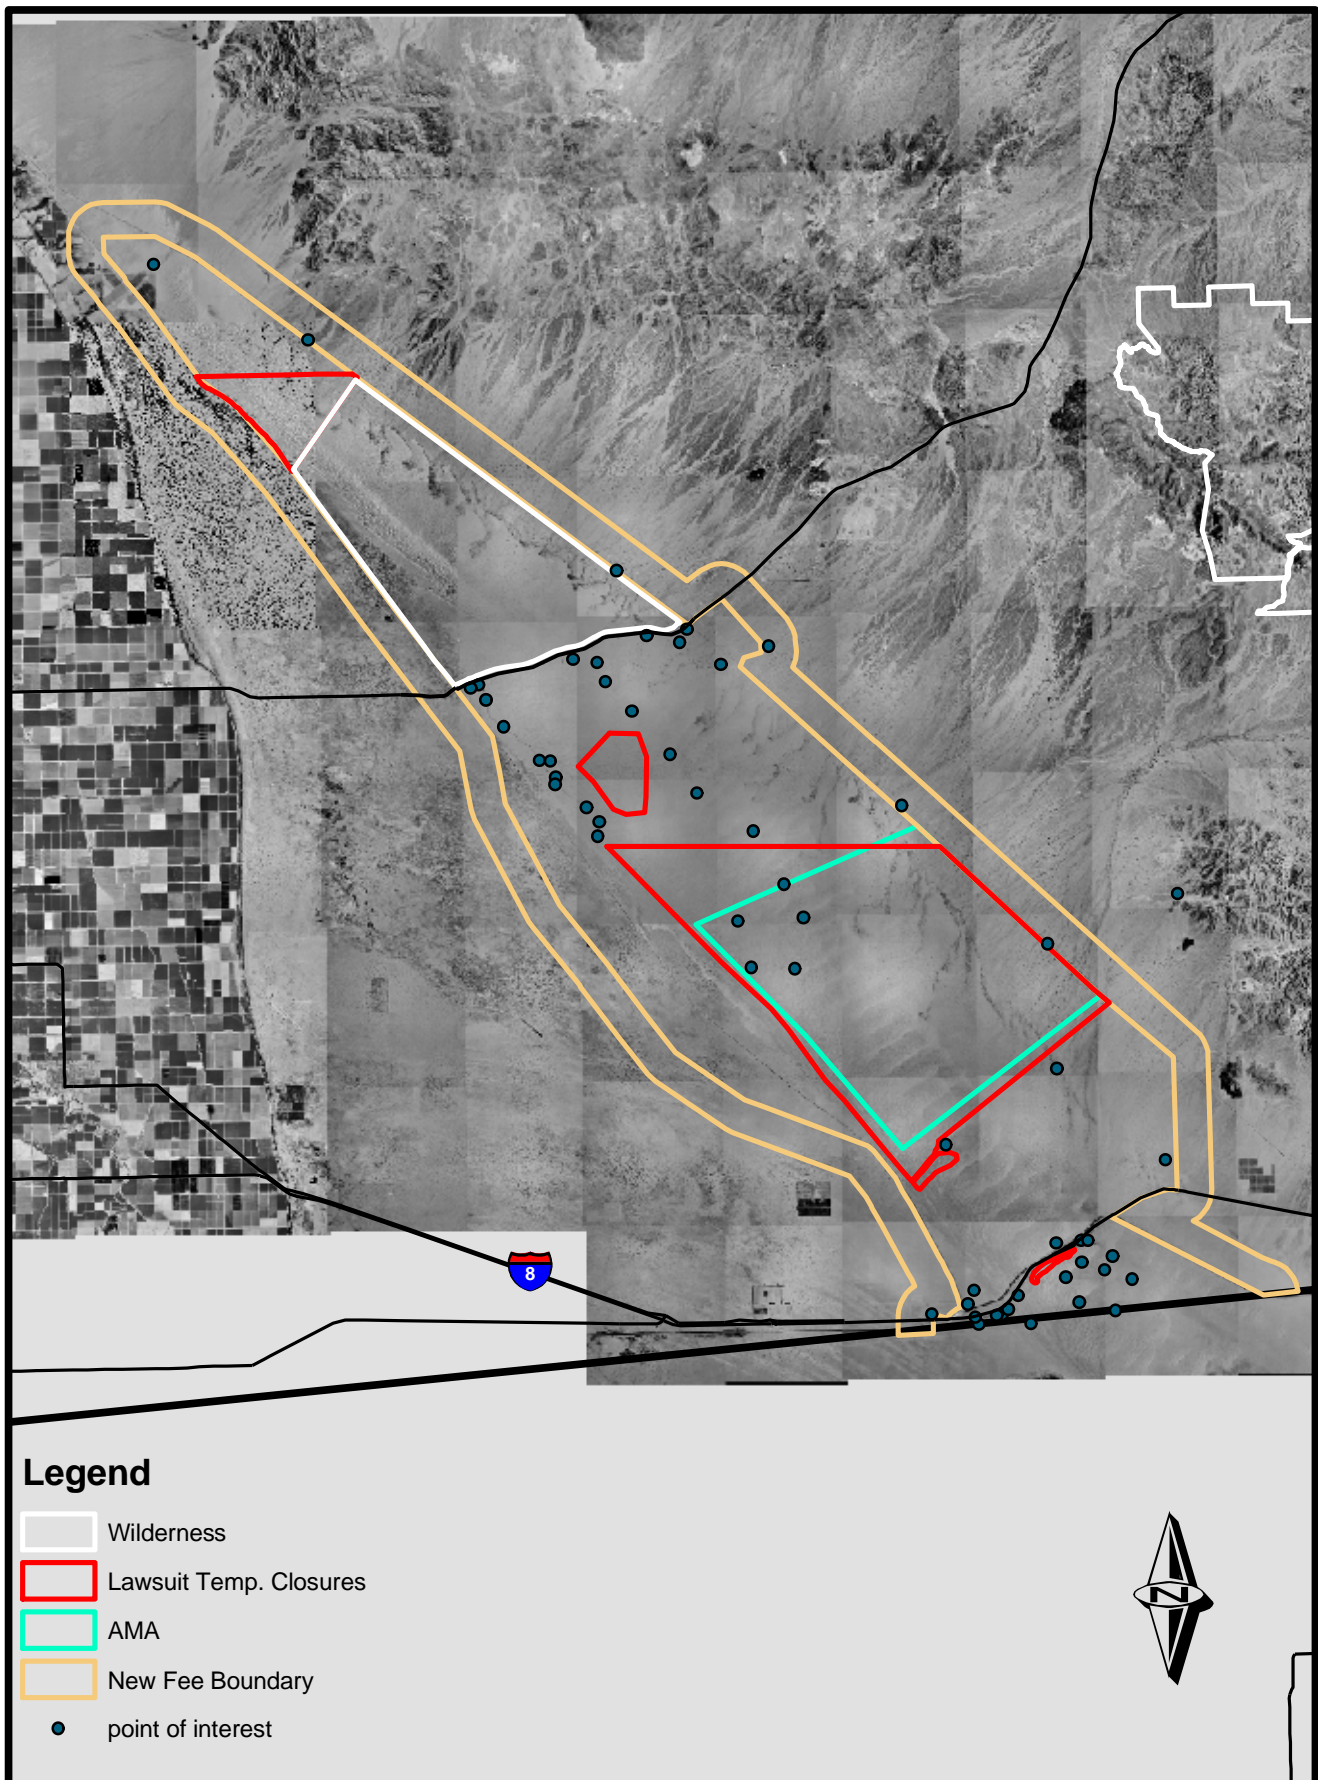 8
Legend
Wilderness
Lawsuit Temp. Closures
AMA
New Fee Boundary
point of interest
N